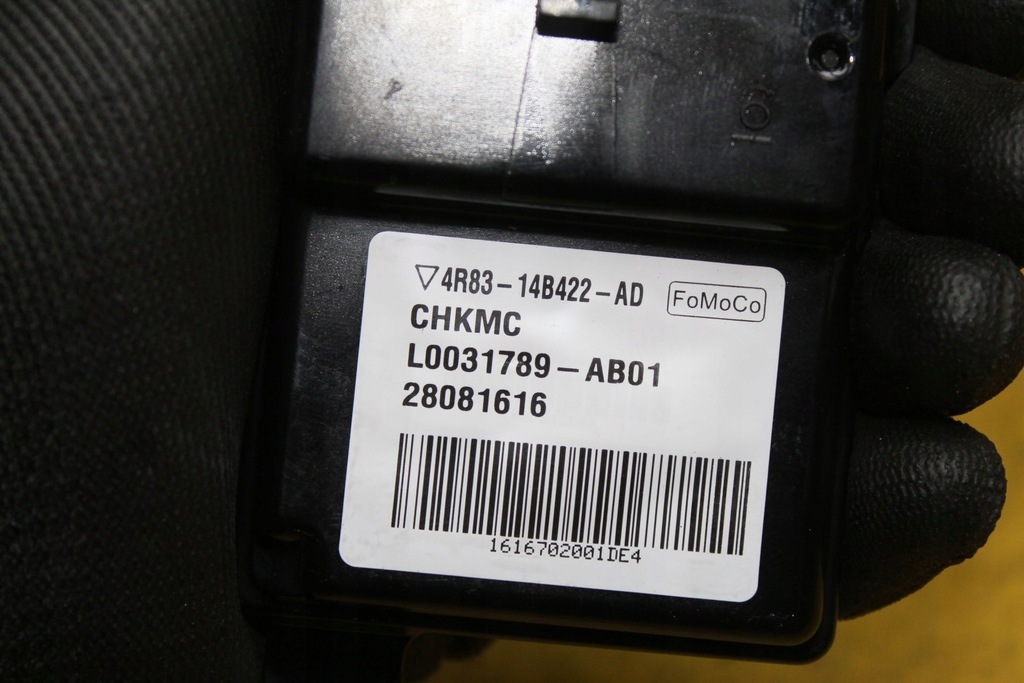 ▽4R83-14B422-AD FoMoCo
CHKMC
L0031789-AB01
28081616
1616702001DE4